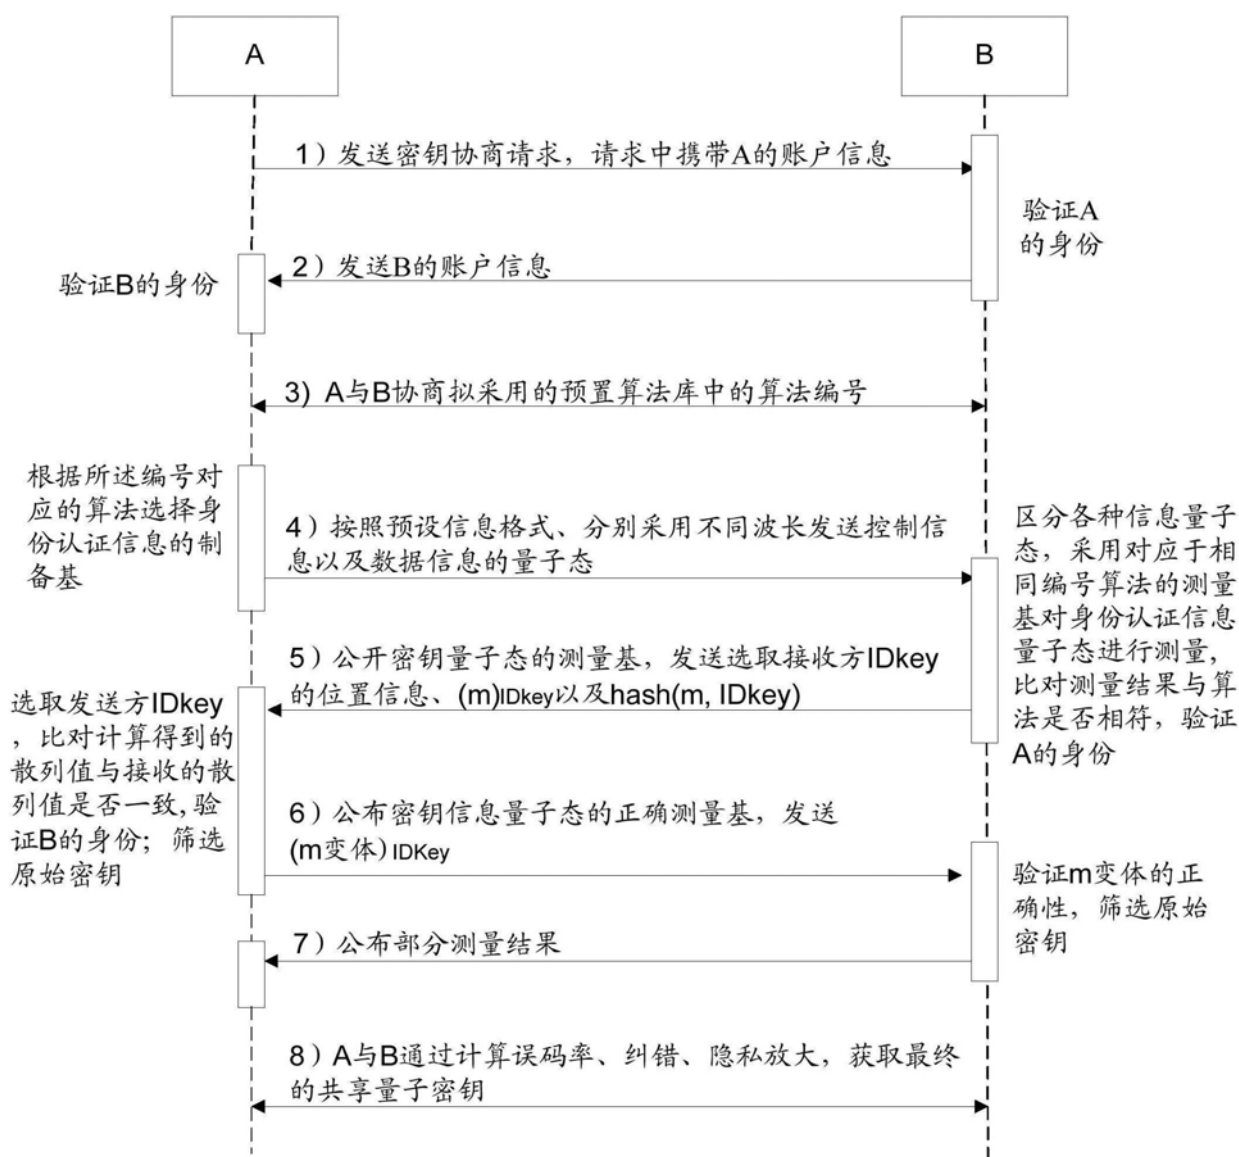 A
B
1）发送密钥协商请求，请求中携带A的账户信息
验证A
的身份
2）发送B的账户信息
验证B的身份
3) A与B协商拟采用的预置算法库中的算法编号
根据所述编号对
应的算法选择身
份认证信息的制
备基
4）按照预设信息格式、分别采用不同波长发送控制信
息以及数据信息的量子态
区分各种信息量子
态，采用对应于相
同编号算法的测量
基对身份认证信息
量子态进行测量,
比对测量结果与算
法是否相符，验证
A的身份
5）公开密钥量子态的测量基，发送选取接收方IDkey
的位置信息、(m)IDkey以及hash(m, IDkey)
选取发送方IDkey
，比对计算得到的
散列值与接收的散
列值是否一致,验
证B的身份；筛选
原始密钥
6）公布密钥信息量子态的正确测量基，发送
(m变体）IDKey
验证m变体的正
确性，筛选原始
密钥
7）公布部分测量结果
8）A与B通过计算误码率、纠错、隐私放大，获取最终
的共享量子密钥